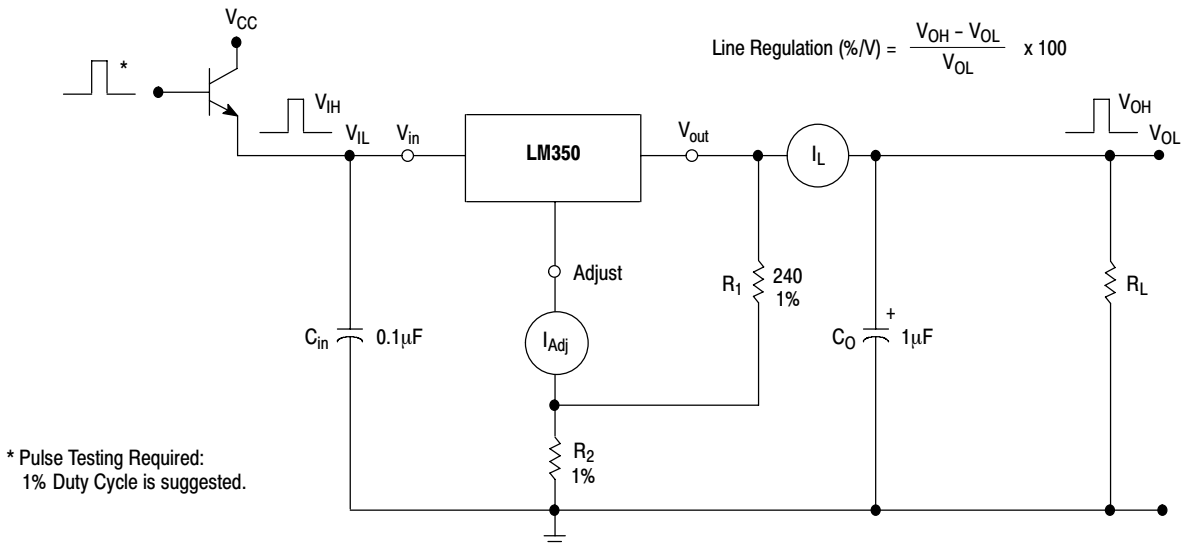 V_CC
Line Regulation (%/V) = (V_OH – V_OL) / V_OL x 100
*
V_IH
V_IL
V_in
LM350
V_out
I_L
V_OH
V_OL
Adjust
R_1
240
1%
R_L
C_in
0.1μF
I_Adj
+
C_O
1μF
R_2
1%
* Pulse Testing Required:
1% Duty Cycle is suggested.